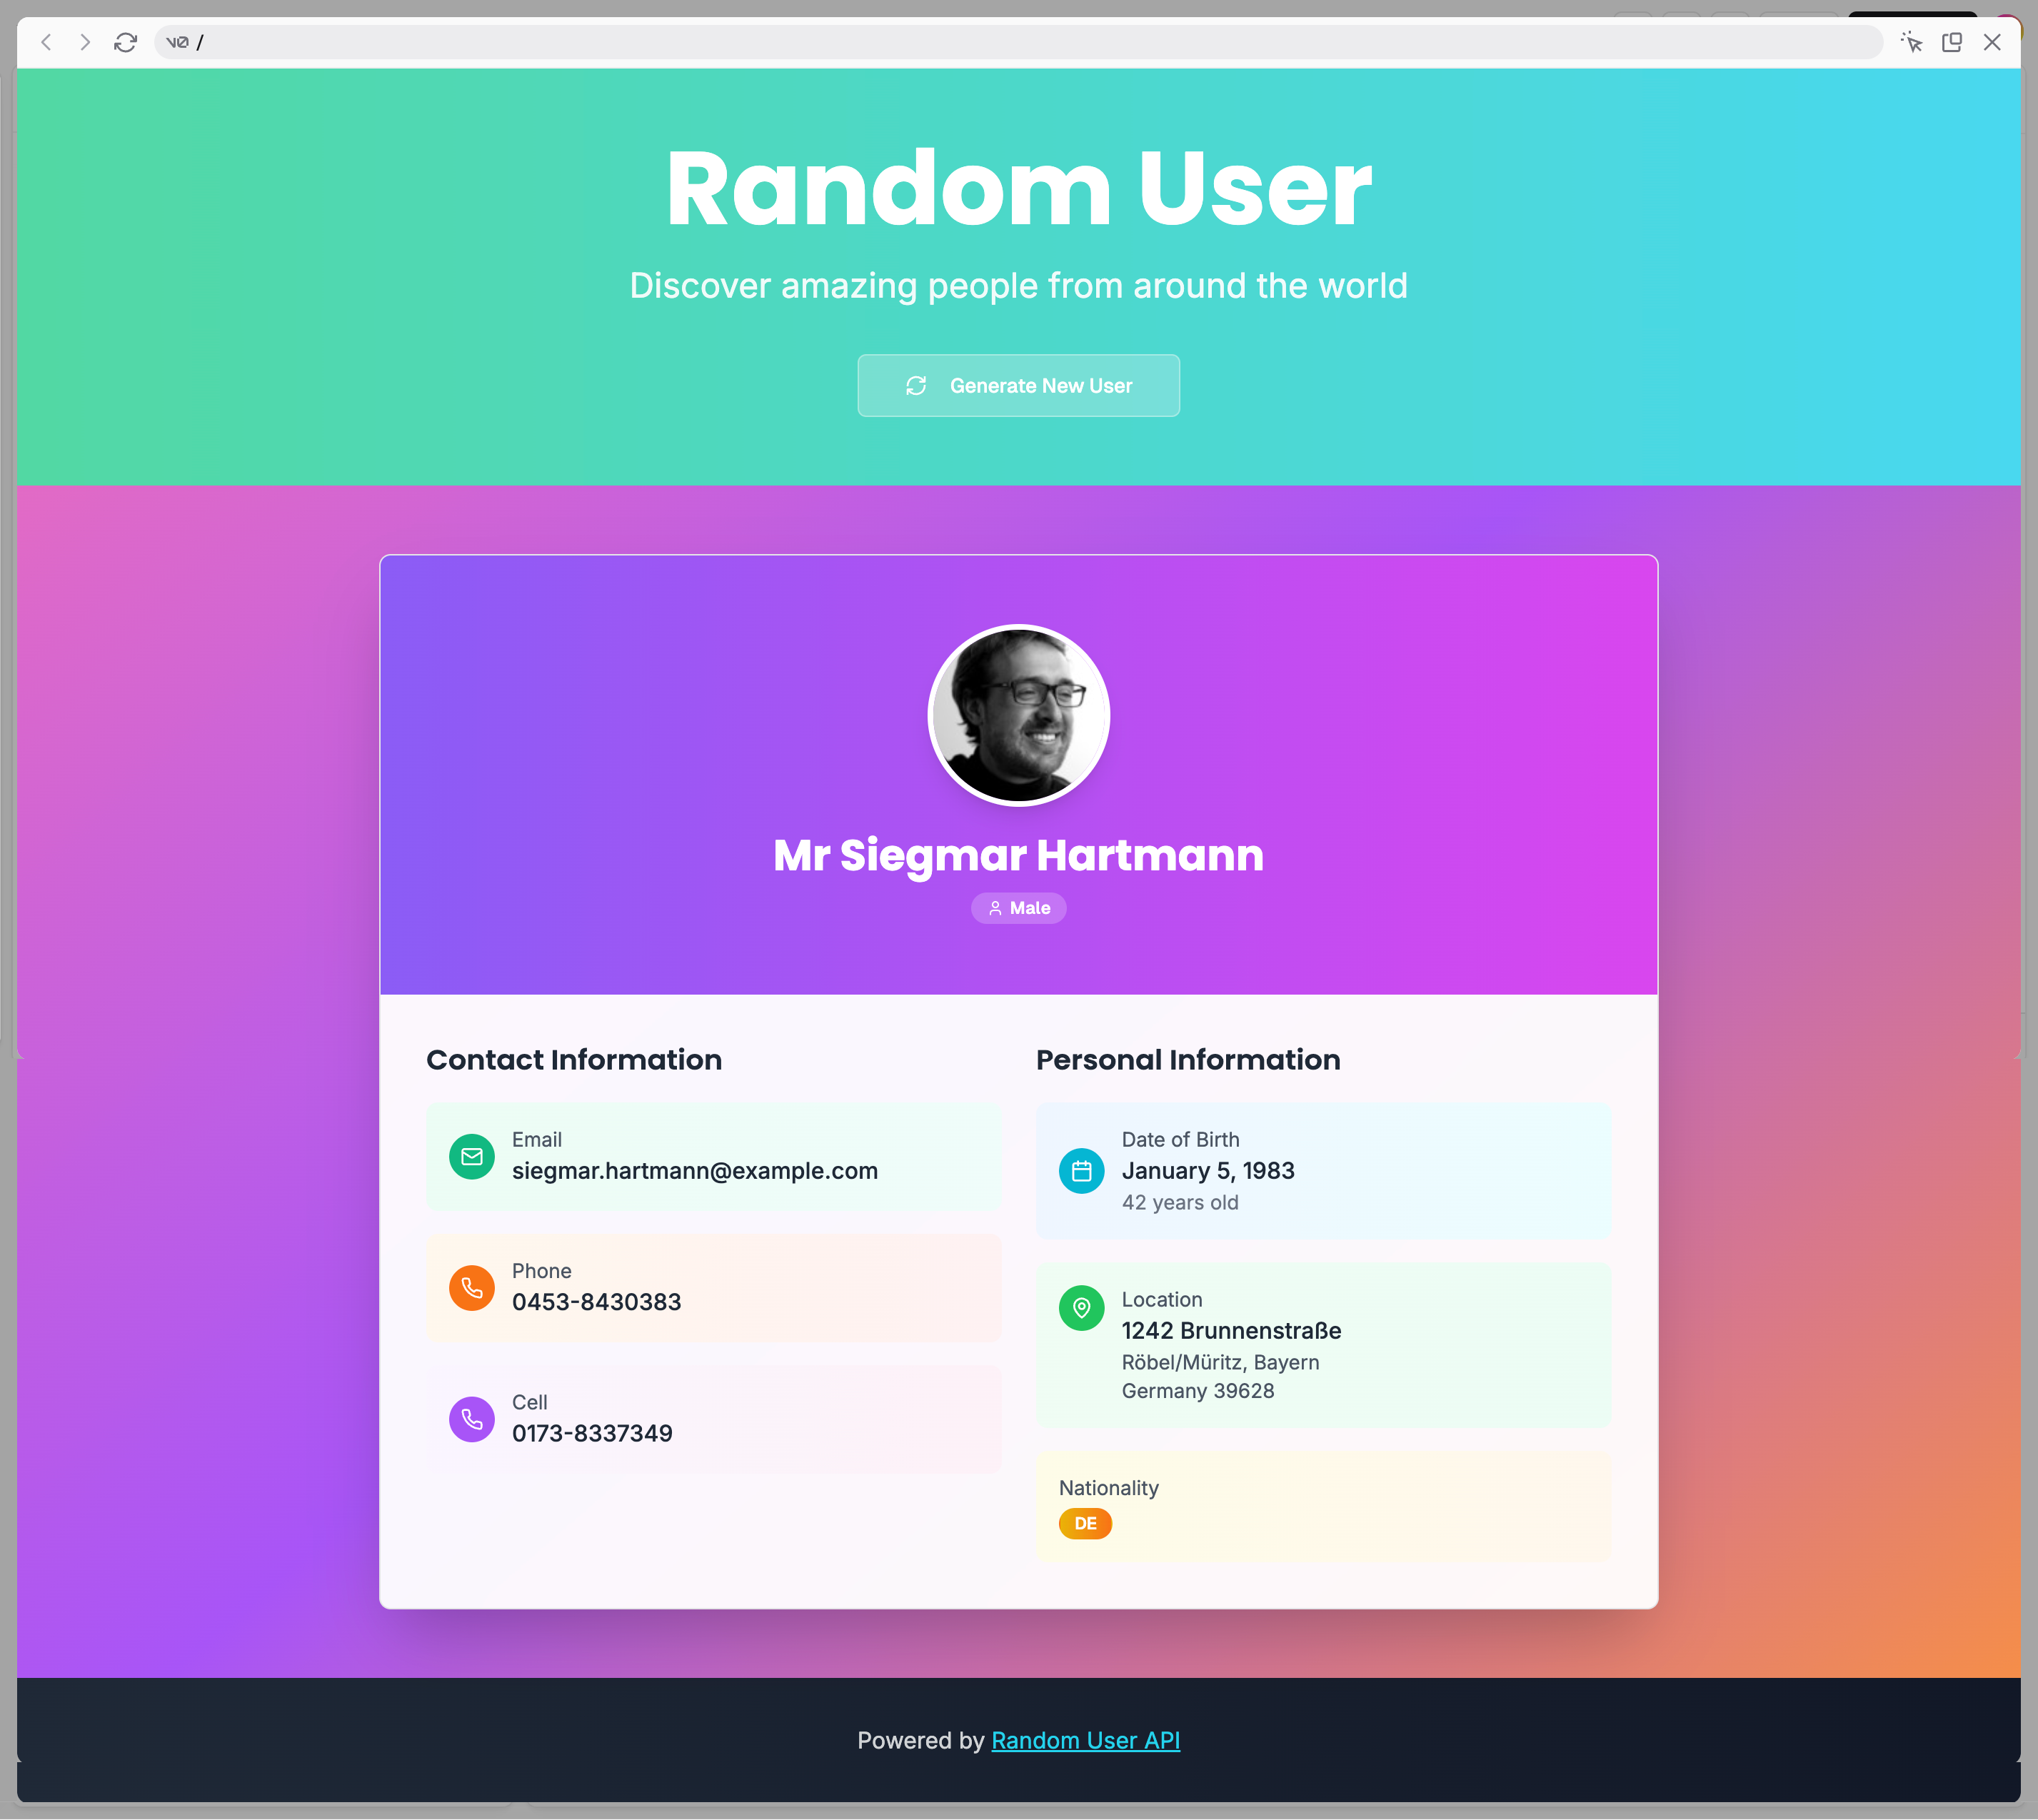 v0 /
Random User
Discover amazing people from around the world
Generate New User
Mr Siegmar Hartmann
Male
Contact Information
Email
siegmar.hartmann@example.com
Phone
0453-8430383
Cell
0173-8337349
Personal Information
Date of Birth
January 5, 1983
42 years old
Location
1242 Brunnenstraße
Röbel/Müritz, Bayern
Germany 39628
Nationality
DE
Powered by Random User API